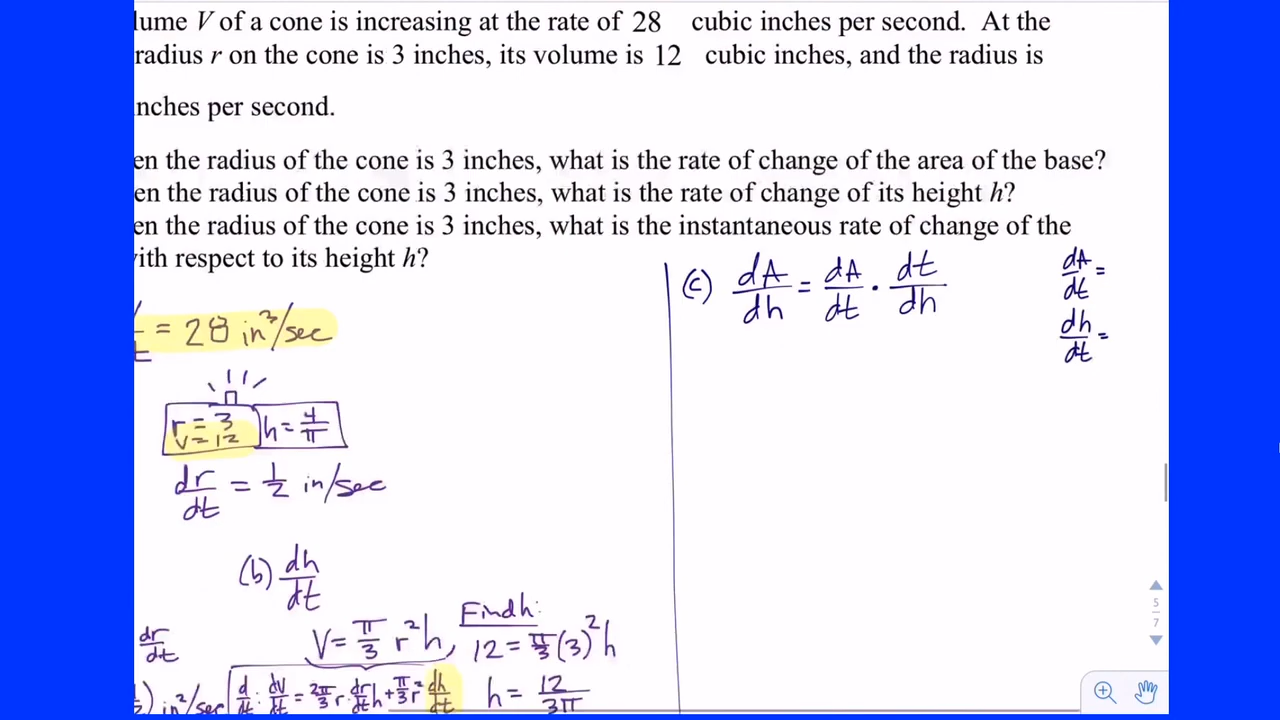 lume V of a cone is increasing at the rate of 28 cubic inches per second. At the
radius r on the cone is 3 inches, its volume is 12 cubic inches, and the radius is
nches per second.
en the radius of the cone is 3 inches, what is the rate of change of the area of the base?
en the radius of the cone is 3 inches, what is the rate of change of its height h?
en the radius of the cone is 3 inches, what is the instantaneous rate of change of the
ith respect to its height h?
(c) dA/dh = dA/dt · dt/dh
dA/dt =
dh/dt =
= 28 in³/sec
r = 3 h = 4/π
V = 12
dr/dt = 1/2 in/sec
(b) dh/dt
dr/dt
V = π/3 r²h,
Find h:
12 = π/3 (3)² h
) in²/sec
d/dt · dV/dt = 2π/3 r · dr/dt h + π/3 r² dh/dt
h = 12/3π
5/7